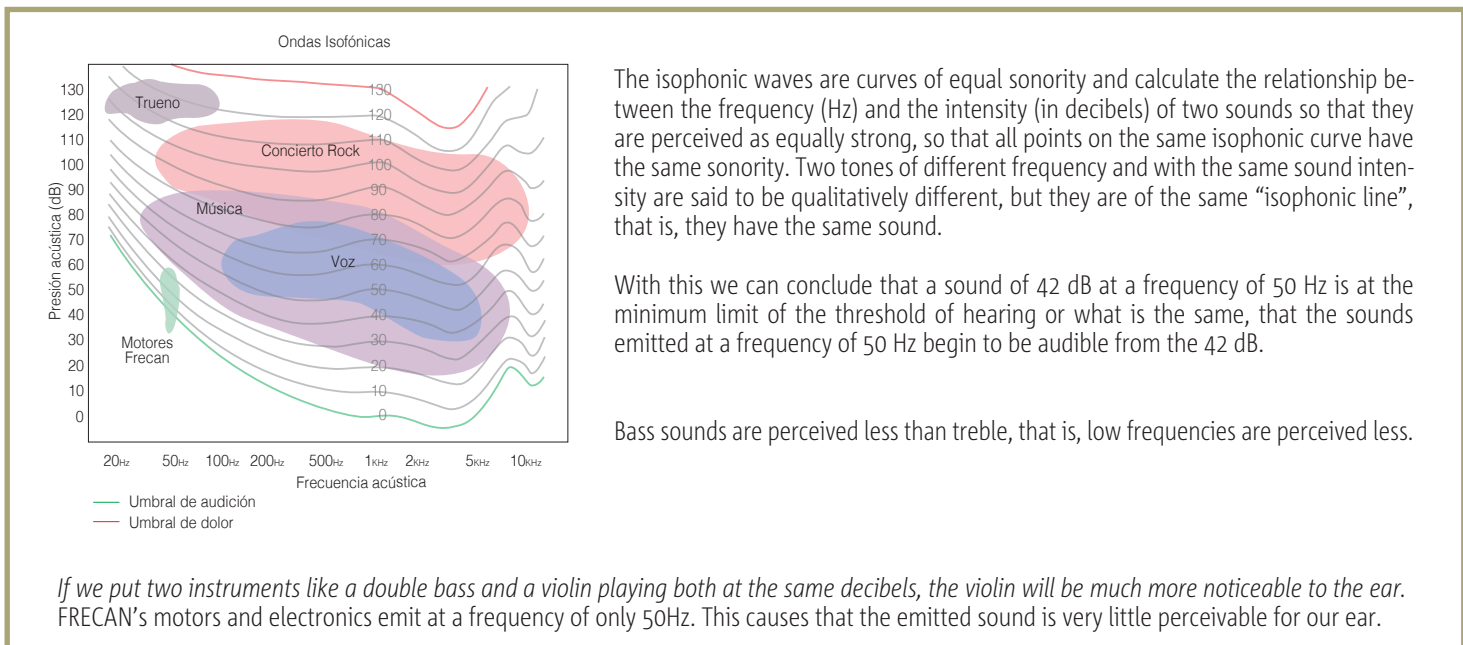 Ondas Isofónicas
Presión acústica (dB)
130
120
110
100
90
80
70
60
50
40
30
20
10
0
Trueno
Concierto Rock
Música
Voz
Motores
Frecan
130
120
110
100
90
80
70
60
50
40
30
20
10
0
20Hz 50Hz 100Hz 200Hz 500Hz 1KHz 2KHz 5KHz 10KHz
Frecuencia acústica
Umbral de audición
Umbral de dolor
The isophonic waves are curves of equal sonority and calculate the relationship be-
tween the frequency (Hz) and the intensity (in decibels) of two sounds so that they
are perceived as equally strong, so that all points on the same isophonic curve have
the same sonority. Two tones of different frequency and with the same sound inten-
sity are said to be qualitatively different, but they are of the same “isophonic line”,
that is, they have the same sound.
With this we can conclude that a sound of 42 dB at a frequency of 50 Hz is at the
minimum limit of the threshold of hearing or what is the same, that the sounds
emitted at a frequency of 50 Hz begin to be audible from the 42 dB.
Bass sounds are perceived less than treble, that is, low frequencies are perceived less.
If we put two instruments like a double bass and a violin playing both at the same decibels, the violin will be much more noticeable to the ear.
FRECAN’s motors and electronics emit at a frequency of only 50Hz. This causes that the emitted sound is very little perceivable for our ear.